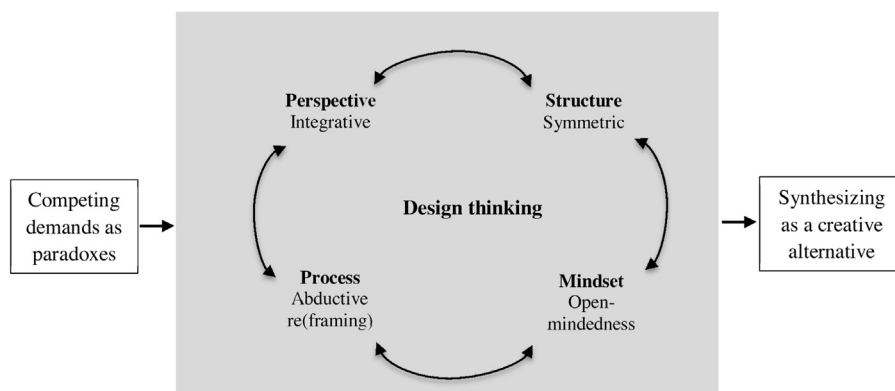 Perspective
Integrative
Structure
Symmetric
Competing
demands as
paradoxes
Design thinking
Synthesizing
as a creative
alternative
Process
Abductive
re(framing)
Mindset
Open-
mindedness